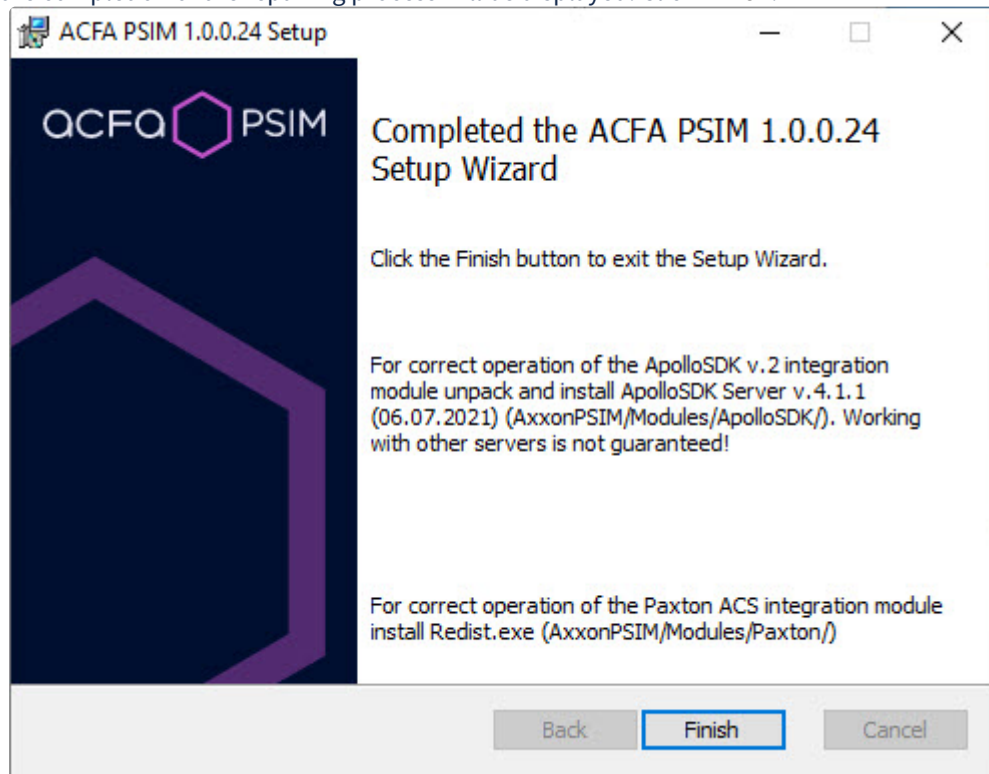 ACFA PSIM 1.0.0.24 Setup
acfa PSIM
Completed the ACFA PSIM 1.0.0.24
Setup Wizard
Click the Finish button to exit the Setup Wizard.
For correct operation of the ApolloSDK v.2 integration
module unpack and install ApolloSDK Server v.4.1.1
(06.07.2021) (AxxonPSIM/Modules/ApolloSDK/). Working
with other servers is not guaranteed!
For correct operation of the Paxton ACS integration module
install Redist.exe (AxxonPSIM/Modules/Paxton/)
Back Finish Cancel